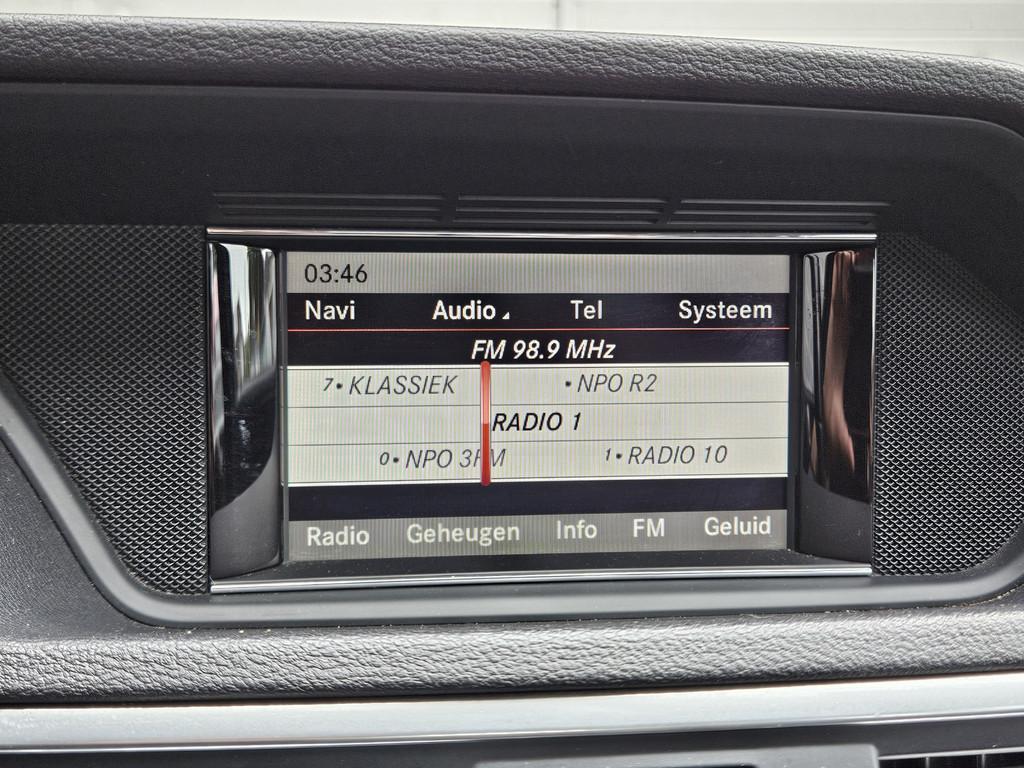 03:46
Navi Audio Tel Systeem
FM 98.9 MHz
7• KLASSIEK •NPO R2
RADIO 1
0• NPO 3FM 1• RADIO 10
Radio Geheugen Info FM Geluid